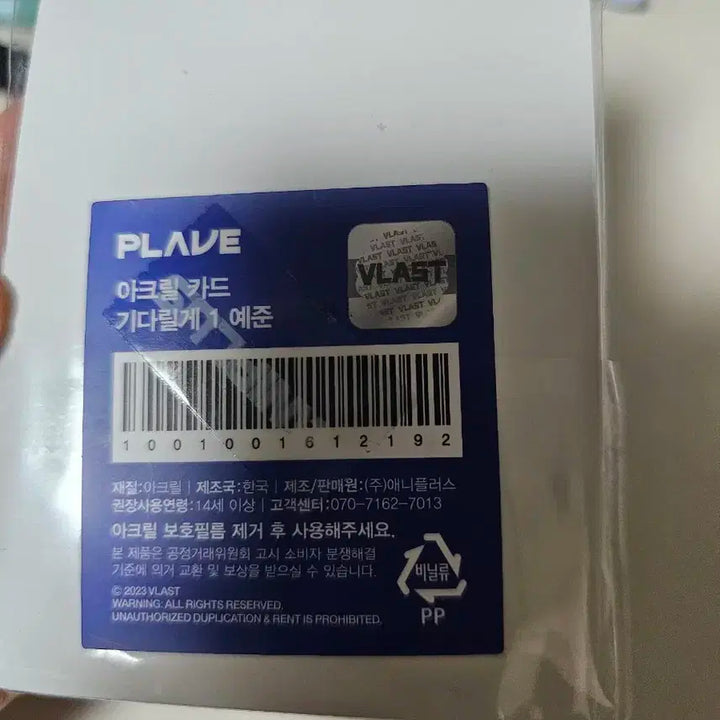 PLAVE
아크릴 카드
기다릴게 1 예준
VLAST
1001001612192
재질:아크릴 | 제조국:한국 | 제조/판매원:(주)애니플러스
권장사용연령:14세 이상 | 고객센터:070-7162-7013
아크릴 보호필름 제거 후 사용해주세요.
본 제품은 공정거래위원회 고시 소비자 분쟁해결
기준에 의거 교환 및 보상을 받으실 수 있습니다.
비닐류
PP
© 2023 VLAST
WARNING: ALL RIGHTS RESERVED.
UNAUTHORIZED DUPLICATION & RENT IS PROHIBITED.